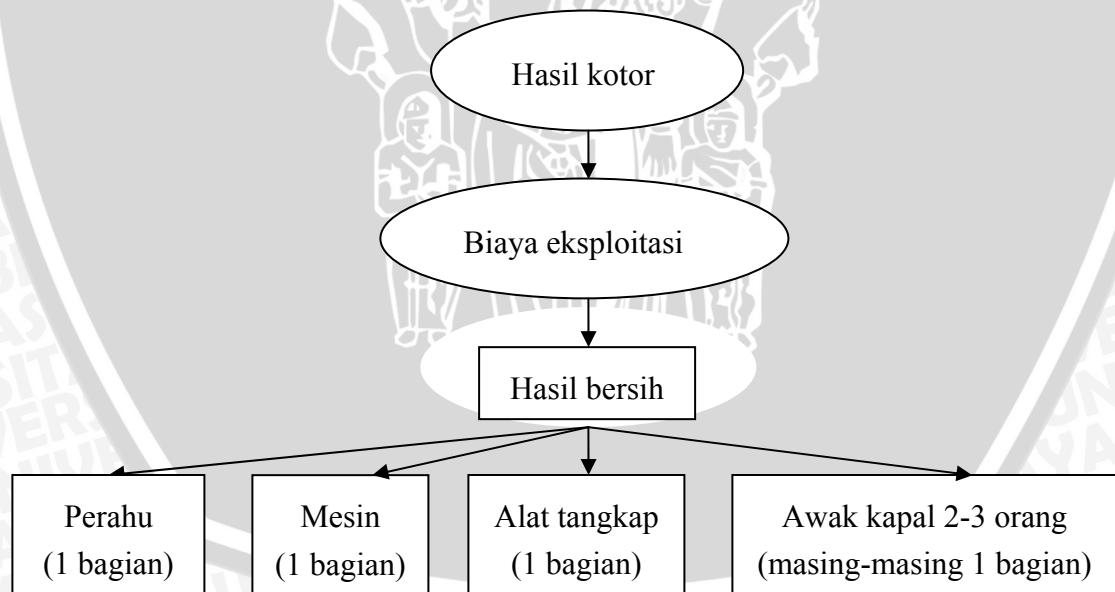 Hasil kotor
Biaya eksploitasi
Hasil bersih
Perahu
(1 bagian)
Mesin
(1 bagian)
Alat tangkap
(1 bagian)
Awak kapal 2-3 orang
(masing-masing 1 bagian)